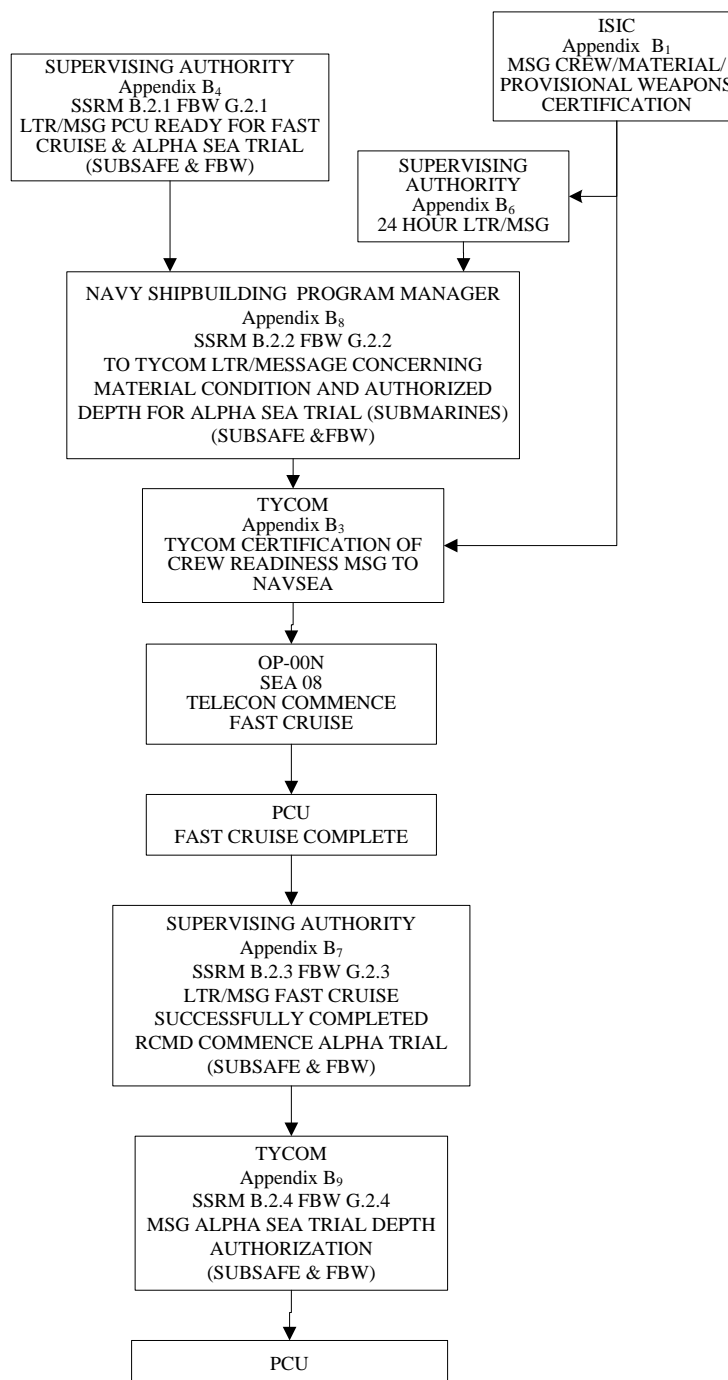 ISIC
Appendix B₁
MSG CREW/MATERIAL/
PROVISIONAL WEAPONS
CERTIFICATION
SUPERVISING AUTHORITY
Appendix B₄
SSRM B.2.1 FBW G.2.1
LTR/MSG PCU READY FOR FAST
CRUISE & ALPHA SEA TRIAL
(SUBSAFE & FBW)
SUPERVISING
AUTHORITY
Appendix B₆
24 HOUR LTR/MSG
NAVY SHIPBUILDING PROGRAM MANAGER
Appendix B₈
SSRM B.2.2 FBW G.2.2
TO TYCOM LTR/MESSAGE CONCERNING
MATERIAL CONDITION AND AUTHORIZED
DEPTH FOR ALPHA SEA TRIAL (SUBMARINES)
(SUBSAFE &FBW)
TYCOM
Appendix B₃
TYCOM CERTIFICATION OF
CREW READINESS MSG TO
NAVSEA
OP-00N
SEA 08
TELECON COMMENCE
FAST CRUISE
PCU
FAST CRUISE COMPLETE
SUPERVISING AUTHORITY
Appendix B₇
SSRM B.2.3 FBW G.2.3
LTR/MSG FAST CRUISE
SUCCESSFULLY COMPLETED
RCMD COMMENCE ALPHA TRIAL
(SUBSAFE & FBW)
TYCOM
Appendix B₉
SSRM B.2.4 FBW G.2.4
MSG ALPHA SEA TRIAL DEPTH
AUTHORIZATION
(SUBSAFE & FBW)
PCU